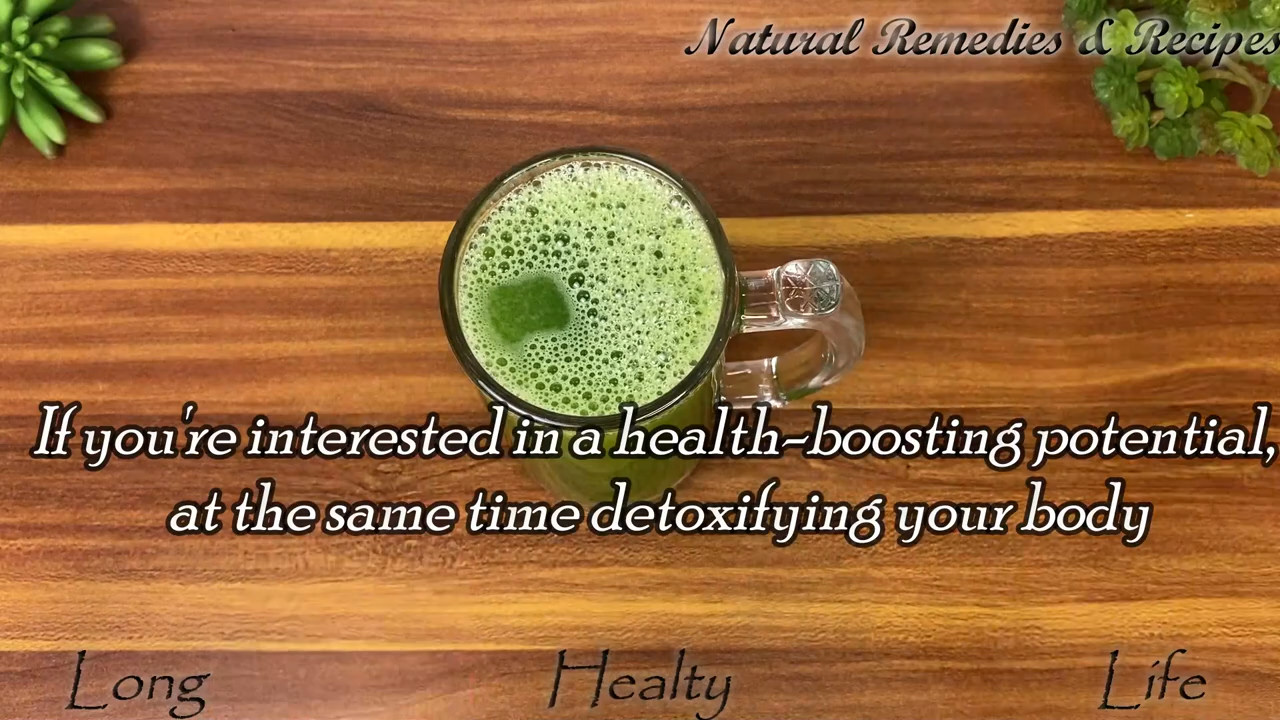 Natural Remedies & Recipes
If you're interested in a health-boosting potential,
at the same time detoxifying your body
Long Healty Life